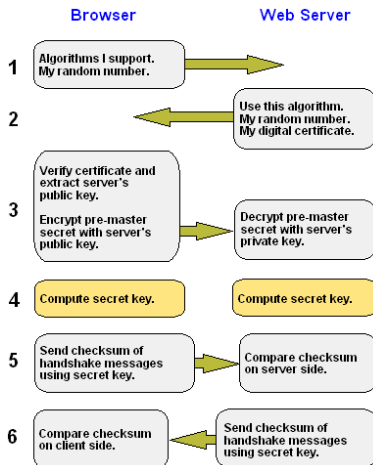 Browser
Web Server
1
Algorithms I support.
My random number.
2
Use this algorithm.
My random number.
My digital certificate.
3
Verify certificate and
extract server's
public key.
Encrypt pre-master
secret with server's
public key.
Decrypt pre-master
secret with server's
private key.
4
Compute secret key.
Compute secret key.
5
Send checksum of
handshake messages
using secret key.
Compare checksum
on server side.
6
Compare checksum
on client side.
Send checksum of
handshake messages
using secret key.